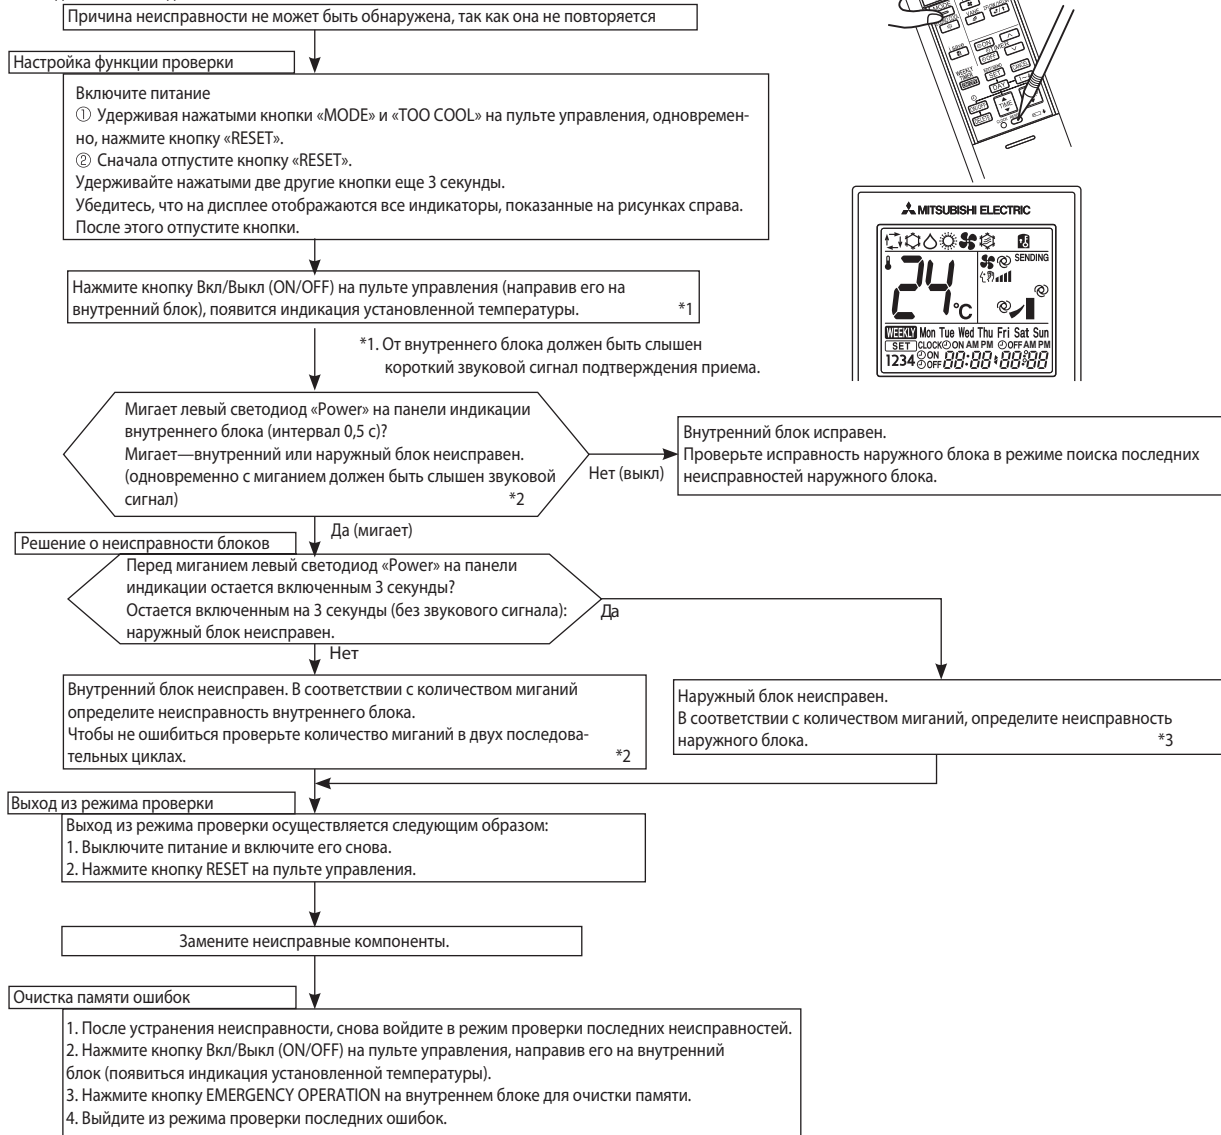 Причина неисправности не может быть обнаружена, так как она не повторяется
Настройка функции проверки
Включите питание
① Удерживая нажатыми кнопки «MODE» и «TOO COOL» на пульте управления, одновремен-
но, нажмите кнопку «RESET».
② Сначала отпустите кнопку «RESET».
Удерживайте нажатыми две другие кнопки еще 3 секунды.
Убедитесь, что на дисплее отображаются все индикаторы, показанные на рисунках справа.
После этого отпустите кнопки.
MITSUBISHI ELECTRIC
SENDING
24°C
WEEKLY Mon Tue Wed Thu Fri Sat Sun
SET CLOCK ON AM PM OFF AM PM
1234 ON OFF 88:88 88:88
Нажмите кнопку Вкл/Выкл (ON/OFF) на пульте управления (направив его на
внутренний блок), появится индикация установленной температуры. *1
*1. От внутреннего блока должен быть слышен
короткий звуковой сигнал подтверждения приема.
Мигает левый светодиод «Power» на панели индикации
внутреннего блока (интервал 0,5 с)?
Мигает—внутренний или наружный блок неисправен.
(одновременно с миганием должен быть слышен звуковой
сигнал) *2
Нет (выкл)
Внутренний блок исправен.
Проверьте исправность наружного блока в режиме поиска последних
неисправностей наружного блока.
Да (мигает)
Решение о неисправности блоков
Перед миганием левый светодиод «Power» на панели
индикации остается включенным 3 секунды?
Остается включенным на 3 секунды (без звукового сигнала):
наружный блок неисправен.
Да
Нет
Внутренний блок неисправен. В соответствии с количеством миганий
определите неисправность внутреннего блока.
Чтобы не ошибиться проверьте количество миганий в двух последова-
тельных циклах. *2
Наружный блок неисправен.
В соответствии с количеством миганий, определите неисправность
наружного блока. *3
Выход из режима проверки
Выход из режима проверки осуществляется следующим образом:
1. Выключите питание и включите его снова.
2. Нажмите кнопку RESET на пульте управления.
Замените неисправные компоненты.
Очистка памяти ошибок
1. После устранения неисправности, снова войдите в режим проверки последних неисправностей.
2. Нажмите кнопку Вкл/Выкл (ON/OFF) на пульте управления, направив его на внутренний
блок (появиться индикация установленной температуры).
3. Нажмите кнопку EMERGENCY OPERATION на внутреннем блоке для очистки памяти.
4. Выйдите из режима проверки последних ошибок.